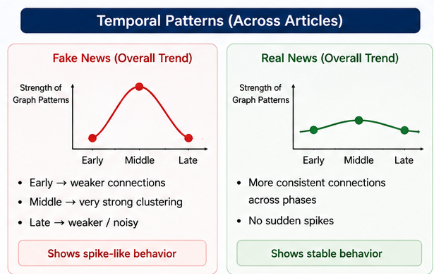 Temporal Patterns (Across Articles)
Fake News (Overall Trend)
Strength of
Graph Patterns
Early Middle Late
• Early → weaker connections
• Middle → very strong clustering
• Late → weaker / noisy
Shows spike-like behavior
Real News (Overall Trend)
Strength of
Graph Patterns
Early Middle Late
• More consistent connections
across phases
• No sudden spikes
Shows stable behavior